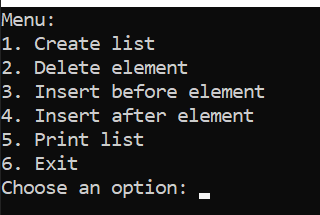 Menu:
1. Create list
2. Delete element
3. Insert before element
4. Insert after element
5. Print list
6. Exit
Choose an option: